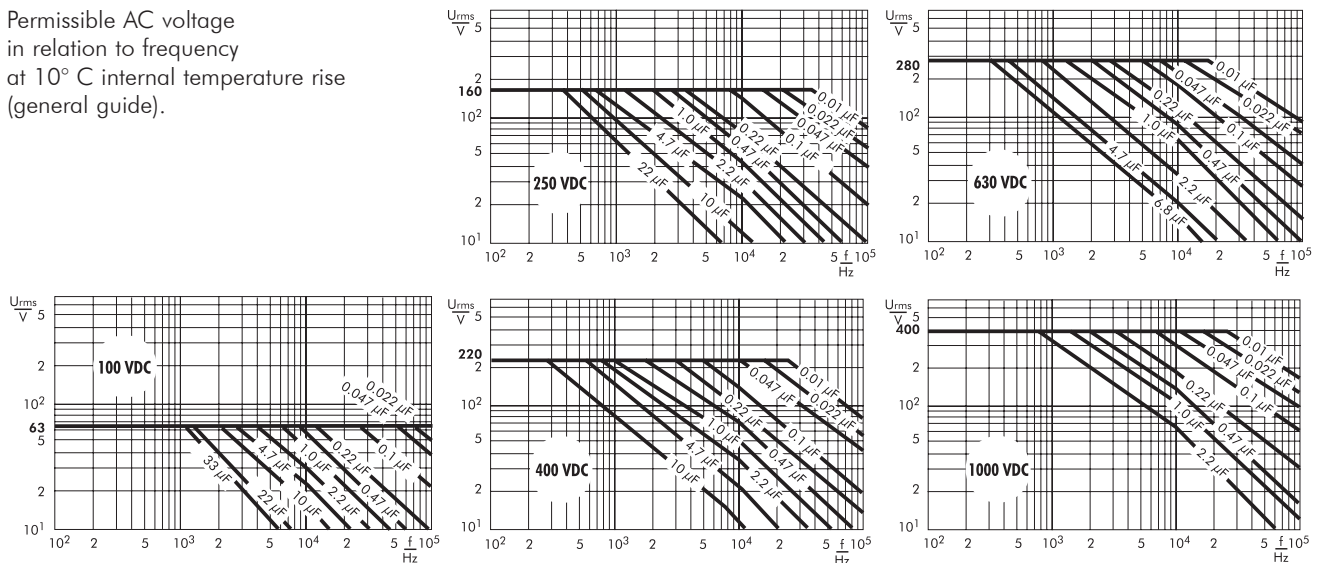 Permissible AC voltage
in relation to frequency
at 10° C internal temperature rise
(general guide).
Urms
V
5
2
160
10²
5
2
10¹
250 VDC
22 µF
10 µF
4.7 µF
2.2 µF
1.0 µF
0.47 µF
0.22 µF
0.1 µF
0.047 µF
0.022 µF
0.01 µF
10² 2 5 10³ 2 5 10⁴ 2 5 f 10⁵
Hz
Urms
V
5
280
2
10²
5
2
10¹
630 VDC
6.8 µF
4.7 µF
2.2 µF
1.0 µF
0.47 µF
0.22 µF
0.1 µF
0.047 µF
0.022 µF
0.01 µF
10² 2 5 10³ 2 5 10⁴ 2 5 f 10⁵
Hz
Urms
V
5
2
10²
63
5
2
10¹
100 VDC
33 µF
22 µF
10 µF
4.7 µF
2.2 µF
1.0 µF
0.47 µF
0.22 µF
0.1 µF
0.047 µF
0.022 µF
10² 2 5 10³ 2 5 10⁴ 2 5 f 10⁵
Hz
Urms
V
5
220
2
10²
5
2
10¹
400 VDC
10 µF
4.7 µF
2.2 µF
1.0 µF
0.47 µF
0.22 µF
0.1 µF
0.047 µF
0.022 µF
0.01 µF
10² 2 5 10³ 2 5 10⁴ 2 5 f 10⁵
Hz
Urms
V
5
400
2
10²
5
2
10¹
1000 VDC
2.2 µF
1.0 µF
0.47 µF
0.22 µF
0.1 µF
0.047 µF
0.022 µF
0.01 µF
10² 2 5 10³ 2 5 10⁴ 2 5 f 10⁵
Hz